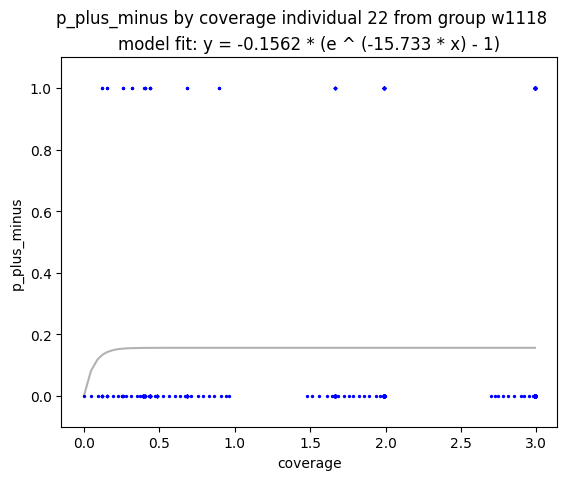 p_plus_minus by coverage individual 22 from group w1118
model fit: y = -0.1562 * (e ^ (-15.733 * x) - 1)
1.0
0.8
0.6
0.4
0.2
0.0
p_plus_minus
0.0 0.5 1.0 1.5 2.0 2.5 3.0
coverage